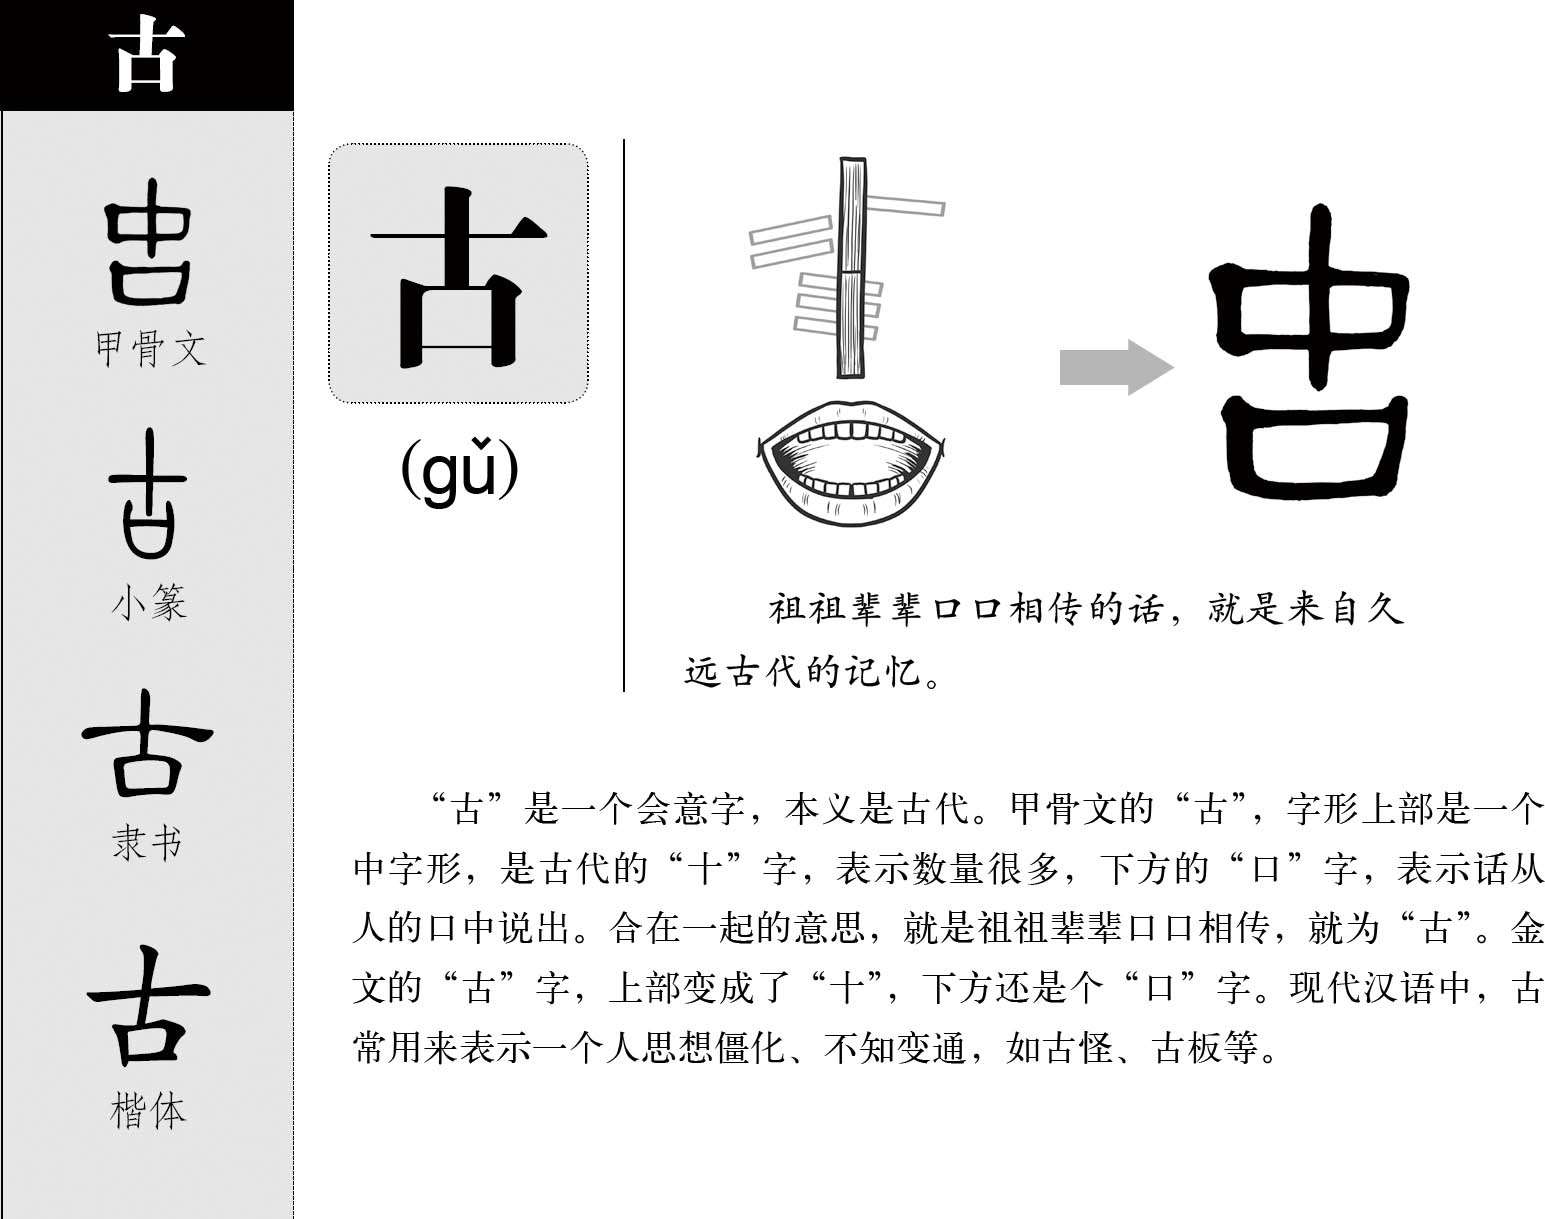 古
甲骨文
小篆
隶书
楷体
古
(gǔ)
祖祖辈辈口口相传的话，就是来自久
远古代的记忆。
“古”是一个会意字，本义是古代。甲骨文的“古”，字形上部是一个
中字形，是古代的“十”字，表示数量很多，下方的“口”字，表示话从
人的口中说出。合在一起的意思，就是祖祖辈辈口口相传，就为“古”。金
文的“古”字，上部变成了“十”，下方还是个“口”字。现代汉语中，古
常用来表示一个人思想僵化、不知变通，如古怪、古板等。